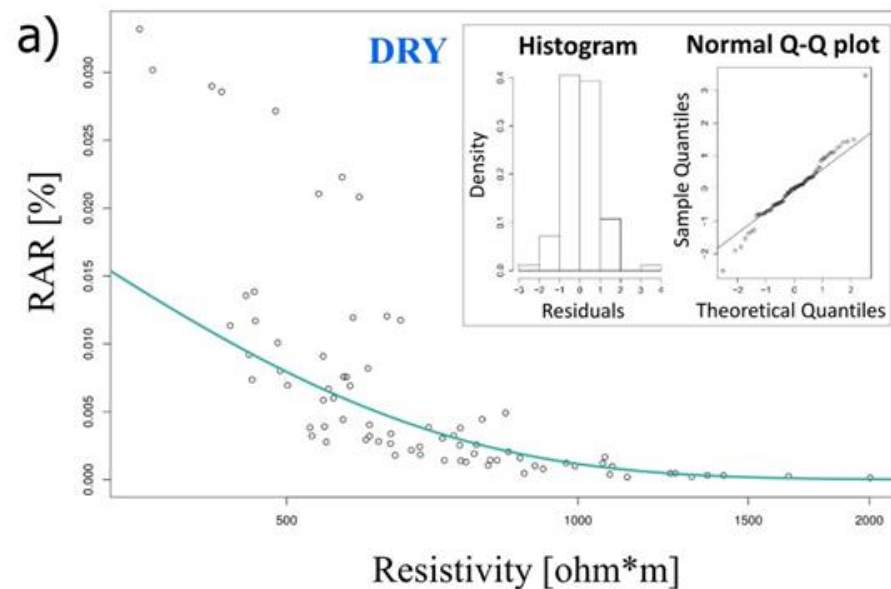 a)
DRY
RAR [%]
0.030
0.025
0.020
0.015
0.010
0.005
0.000
500
1000
1500
2000
Resistivity [ohm*m]
Histogram
Density
0.4
0.3
0.2
0.1
0.0
-3 -2 -1 0 1 2 3 4
Residuals
Normal Q-Q plot
Sample Quantiles
3
2
1
0
-1
-2
-2 -1 0 1 2
Theoretical Quantiles